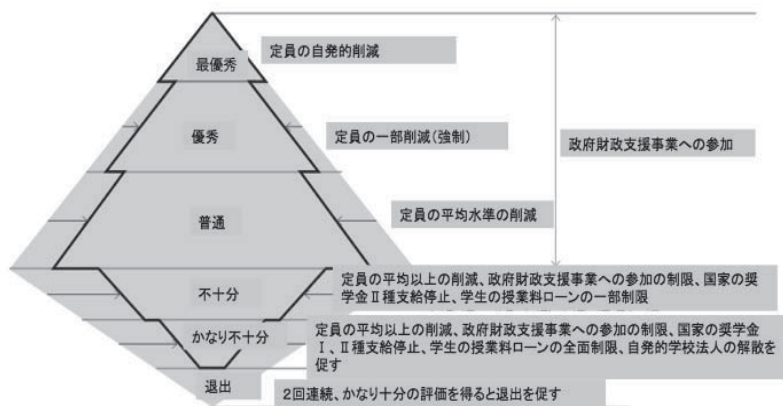 最優秀
定員の自発的削減
優秀
定員の一部削減(強制)
政府財政支援事業への参加
普通
定員の平均水準の削減
不十分
定員の平均以上の削減、政府財政支援事業への参加の制限、国家の奨
学金Ⅱ種支給停止、学生の授業料ローンの一部制限
かなり不十分
定員の平均以上の削減、政府財政支援事業への参加の制限、国家の奨学金
Ⅰ、Ⅱ種支給停止、学生の授業料ローンの全面制限、自発的学校法人の解散を
促す
退出
2回連続、かなり十分の評価を得ると退出を促す